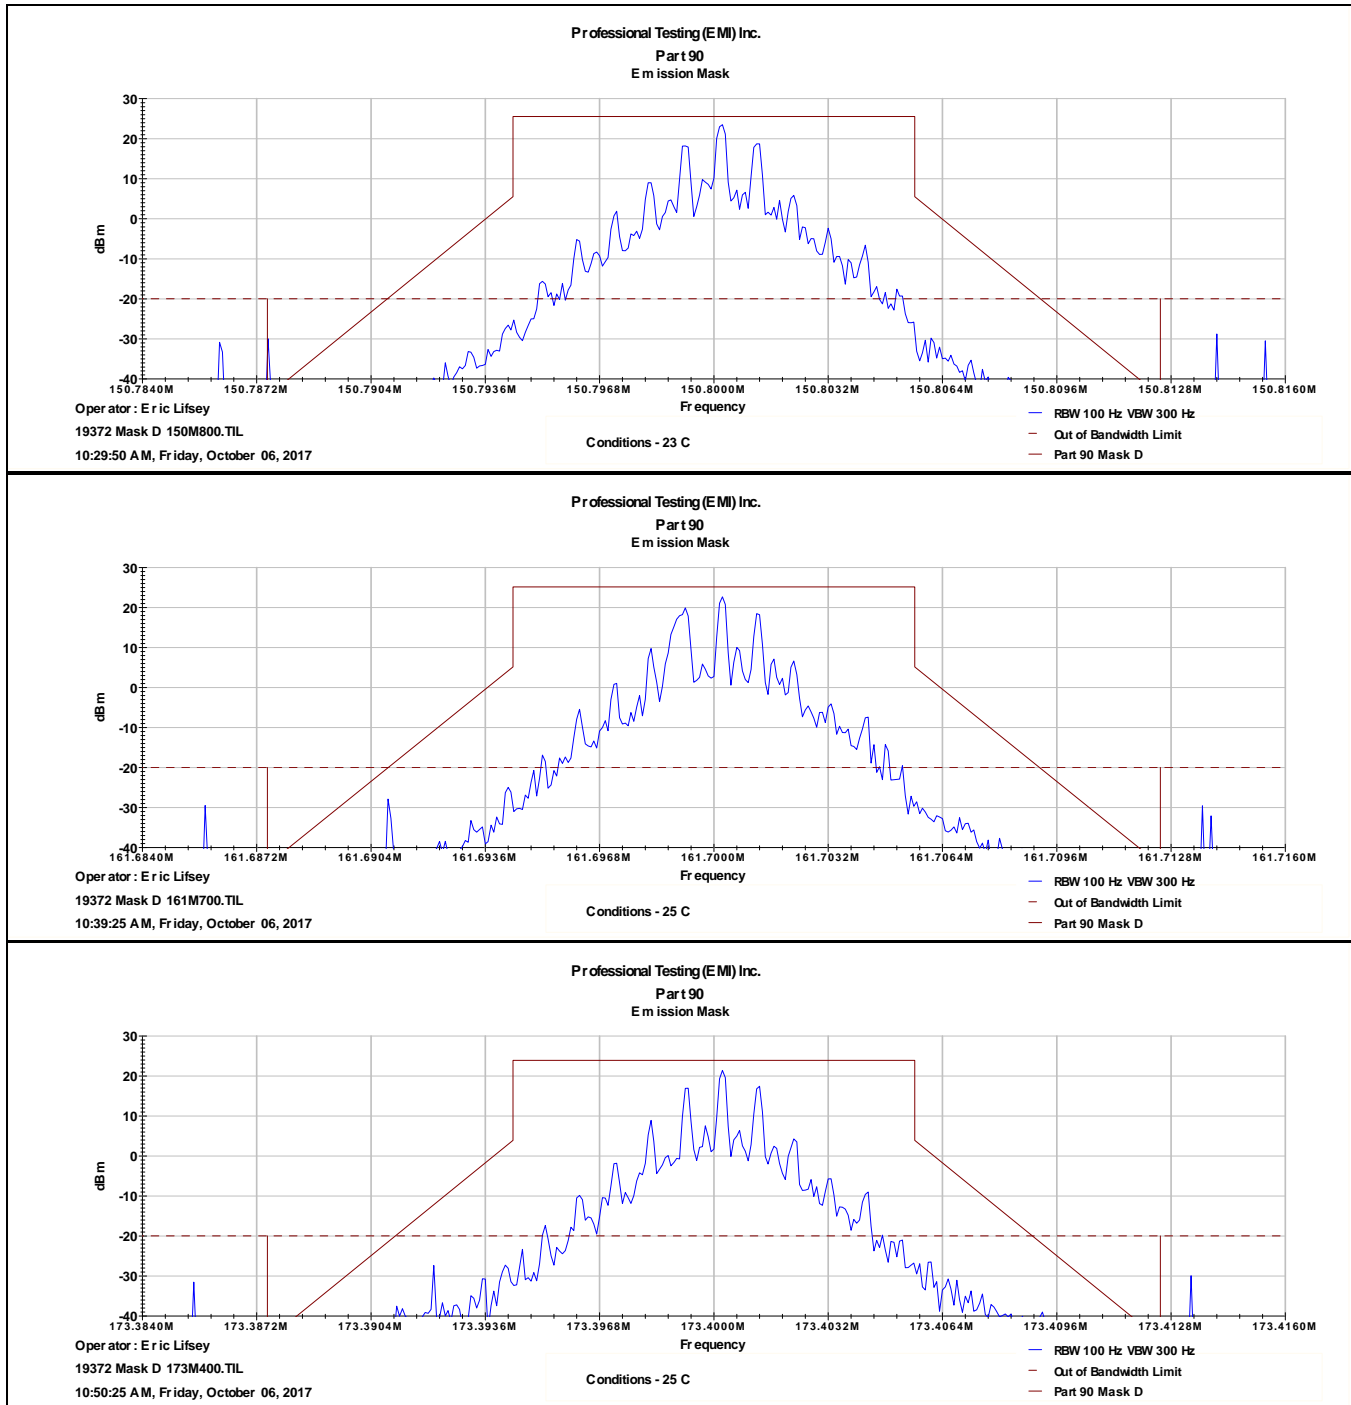 Professional Testing (EMI) Inc.
Part 90
Emission Mask
30
20
10
0
-10
-20
-30
-40
dBm
150.7840M 150.7872M 150.7904M 150.7936M 150.7968M 150.8000M 150.8032M 150.8064M 150.8096M 150.8128M 150.8160M
Frequency
Operator: Eric Lifsey
19372 Mask D 150M800.TIL
10:29:50 AM, Friday, October 06, 2017
Conditions - 23 C
RBW 100 Hz VBW 300 Hz
Out of Bandwidth Limit
Part 90 Mask D
Professional Testing (EMI) Inc.
Part 90
Emission Mask
30
20
10
0
-10
-20
-30
-40
dBm
161.6840M 161.6872M 161.6904M 161.6936M 161.6968M 161.7000M 161.7032M 161.7064M 161.7096M 161.7128M 161.7160M
Frequency
Operator: Eric Lifsey
19372 Mask D 161M700.TIL
10:39:25 AM, Friday, October 06, 2017
Conditions - 25 C
RBW 100 Hz VBW 300 Hz
Out of Bandwidth Limit
Part 90 Mask D
Professional Testing (EMI) Inc.
Part 90
Emission Mask
30
20
10
0
-10
-20
-30
-40
dBm
173.3840M 173.3872M 173.3904M 173.3936M 173.3968M 173.4000M 173.4032M 173.4064M 173.4096M 173.4128M 173.4160M
Frequency
Operator: Eric Lifsey
19372 Mask D 173M400.TIL
10:50:25 AM, Friday, October 06, 2017
Conditions - 25 C
RBW 100 Hz VBW 300 Hz
Out of Bandwidth Limit
Part 90 Mask D